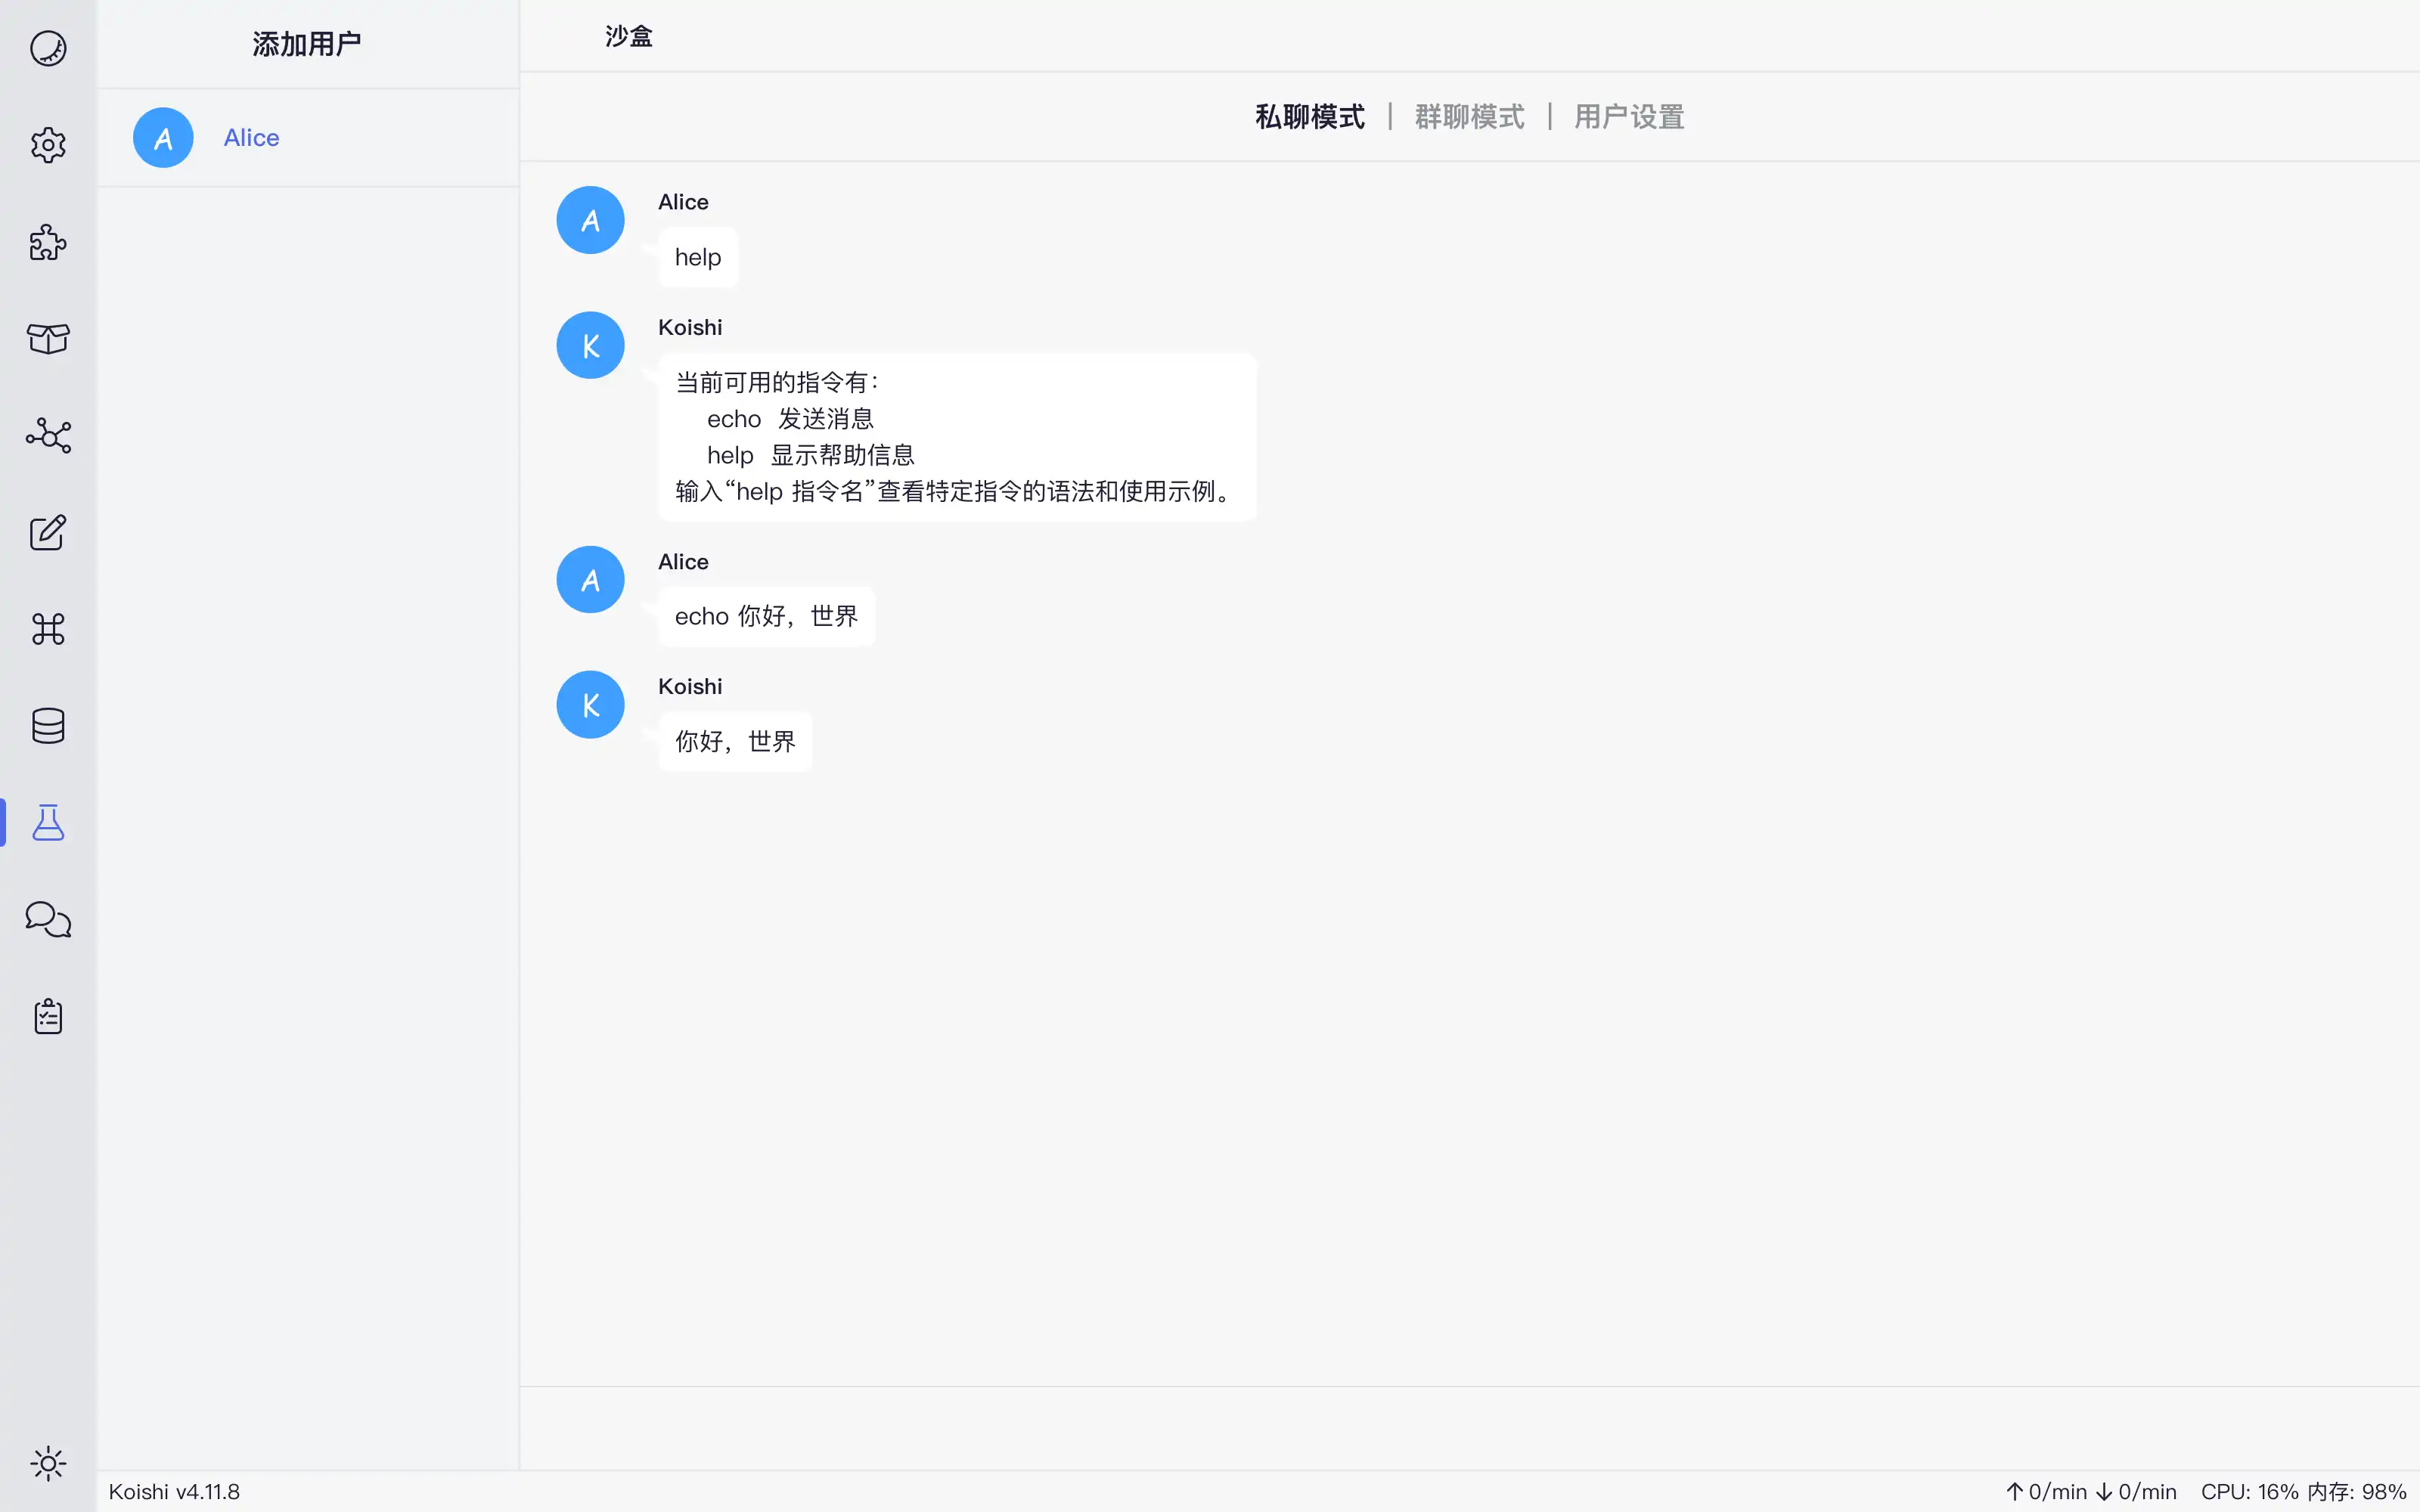 添加用户
A Alice
沙盒
私聊模式 | 群聊模式 | 用户设置
A Alice
help
K Koishi
当前可用的指令有：
echo 发送消息
help 显示帮助信息
输入“help 指令名”查看特定指令的语法和使用示例。
A Alice
echo 你好，世界
K Koishi
你好，世界
Koishi v4.11.8
↑ 0/min ↓ 0/min CPU: 16% 内存: 98%